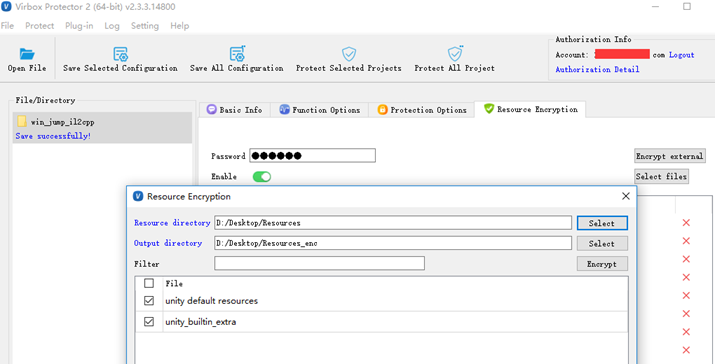 Virbox Protector 2 (64-bit) v2.3.3.14800
File Protect Plug-in Log Setting Help
Open File Save Selected Configuration Save All Configuration Protect Selected Projects Protect All Project
Authorization Info
Account: com Logout
Authorization Detail
File/Directory
win_jump_il2cpp
Save successfully!
Basic Info Function Options Protection Options Resource Encryption
Password ●●●●●● Encrypt external
Enable Select files
Resource Encryption
Resource directory D:/Desktop/Resources Select
Output directory D:/Desktop/Resources_enc Select
Filter Encrypt
File
unity default resources
unity_builtin_extra